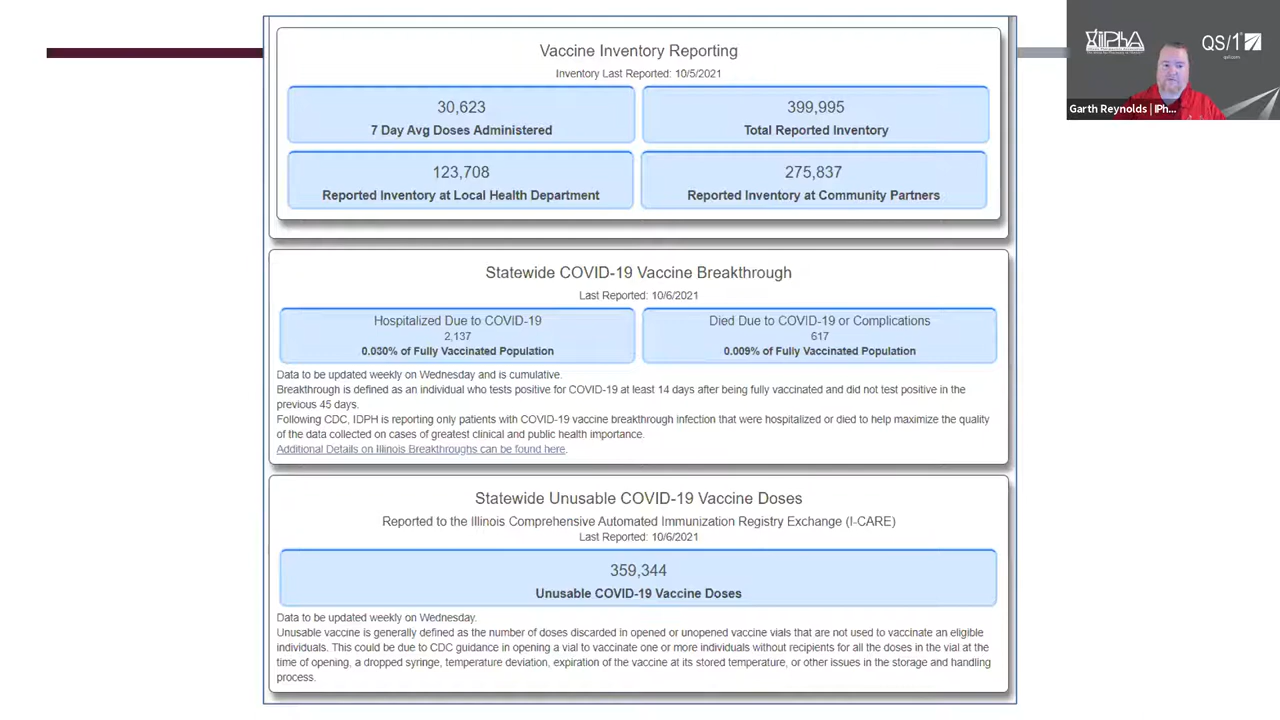 Vaccine Inventory Reporting
Inventory Last Reported: 10/5/2021
30,623
7 Day Avg Doses Administered
399,995
Total Reported Inventory
123,708
Reported Inventory at Local Health Department
275,837
Reported Inventory at Community Partners
Statewide COVID-19 Vaccine Breakthrough
Last Reported: 10/6/2021
Hospitalized Due to COVID-19
2,137
0.030% of Fully Vaccinated Population
Died Due to COVID-19 or Complications
617
0.009% of Fully Vaccinated Population
Data to be updated weekly on Wednesday and is cumulative.
Breakthrough is defined as an individual who tests positive for COVID-19 at least 14 days after being fully vaccinated and did not test positive in the
previous 45 days.
Following CDC, IDPH is reporting only patients with COVID-19 vaccine breakthrough infection that were hospitalized or died to help maximize the quality
of the data collected on cases of greatest clinical and public health importance.
Additional Details on Illinois Breakthroughs can be found here.
Statewide Unusable COVID-19 Vaccine Doses
Reported to the Illinois Comprehensive Automated Immunization Registry Exchange (I-CARE)
Last Reported: 10/6/2021
359,344
Unusable COVID-19 Vaccine Doses
Data to be updated weekly on Wednesday.
Unusable vaccine is generally defined as the number of doses discarded in opened or unopened vaccine vials that are not used to vaccinate an eligible
individuals. This could be due to CDC guidance in opening a vial to vaccinate one or more individuals without recipients for all the doses in the vial at the
time of opening, a dropped syringe, temperature deviation, expiration of the vaccine at its stored temperature, or other issues in the storage and handling
process.
IPhA
QS/1
qs1.com
Garth Reynolds | IPh...